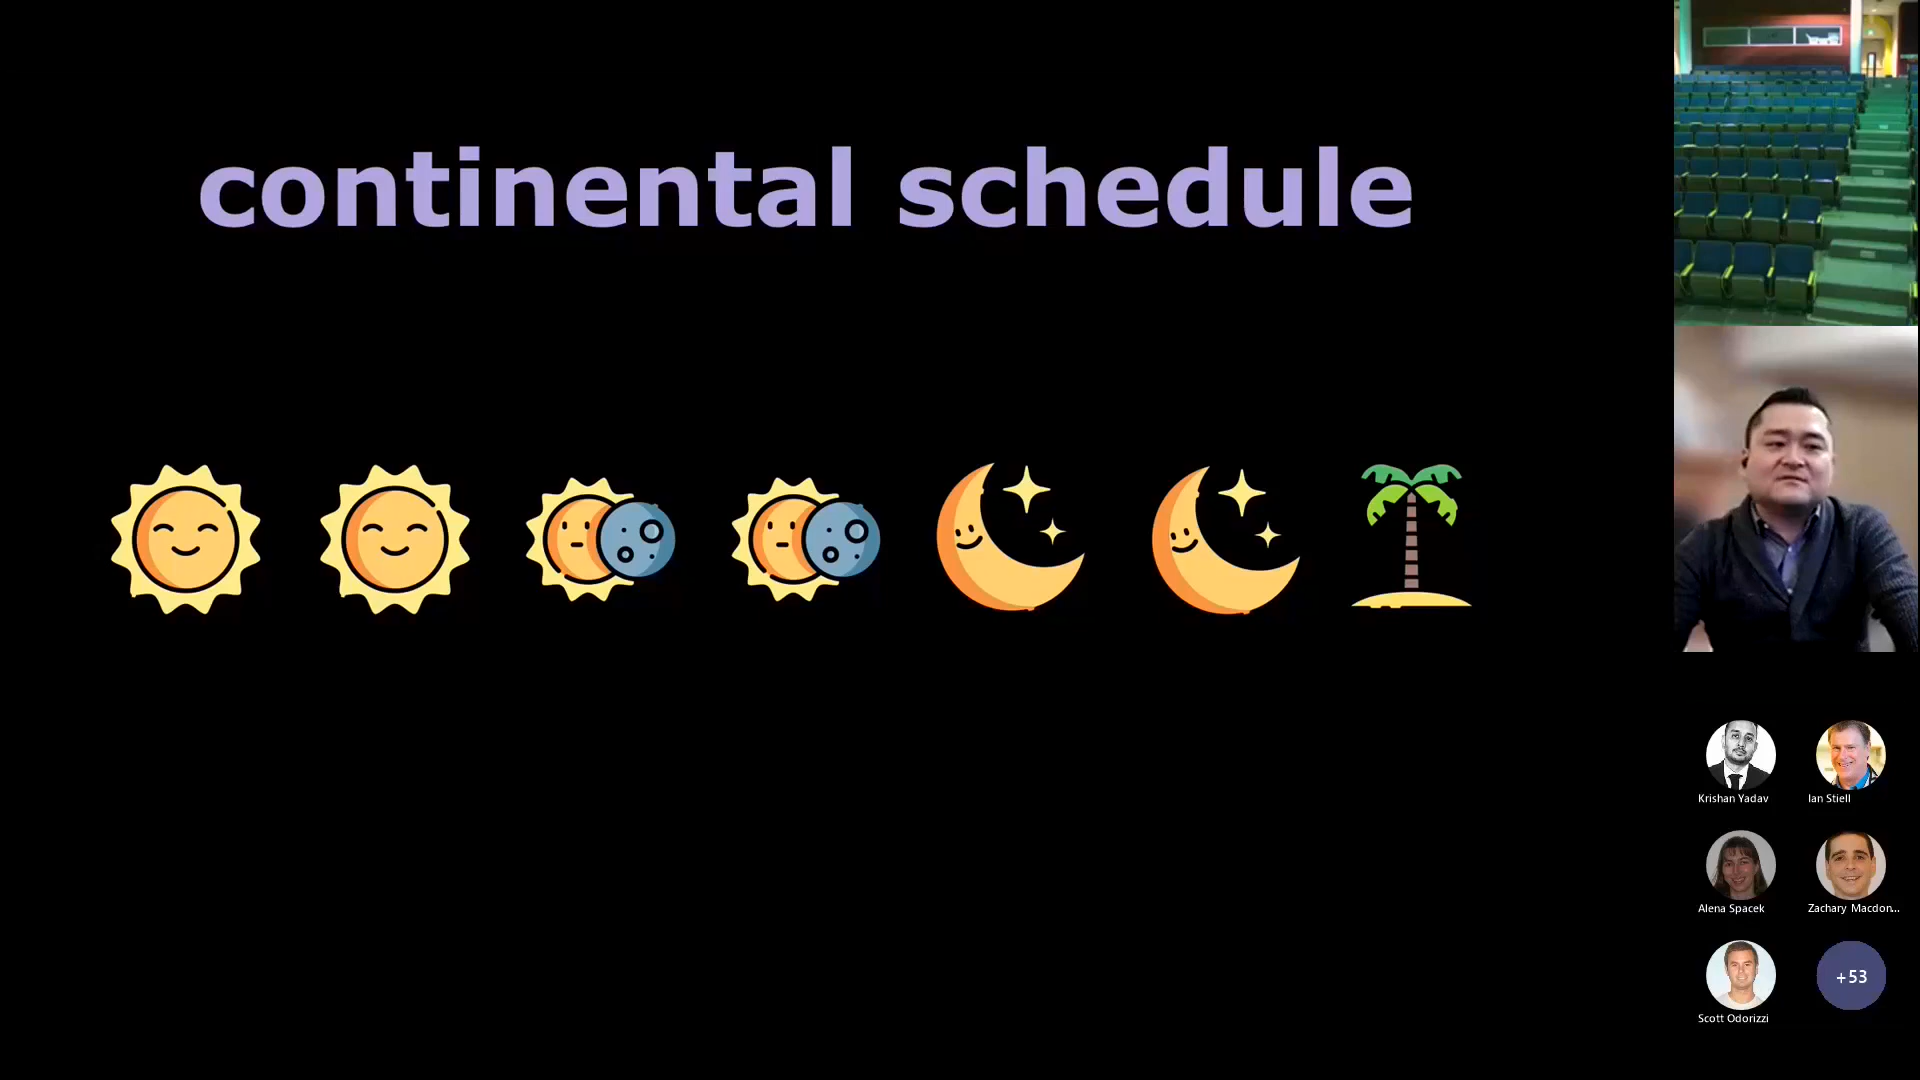 continental schedule
Krishan Yadav
Ian Stiell
Alena Spacek
Zachary Macdon...
Scott Odorizzi
+53